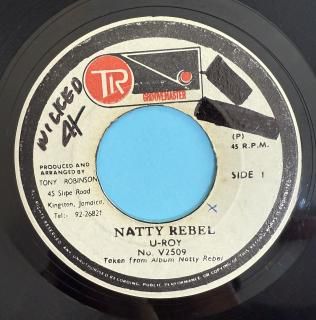 TR
GROOVEMASTER
WICKED
4X
(P)
45 R.P.M.
PRODUCED AND
ARRANGED BY
TONY ROBINSON
45 Slipe Road
Kingston, Jamaica.
Tel:- 92-26821
SIDE 1
X
NATTY REBEL
U-ROY
No. V2509
Taken from Album Natty Rebel